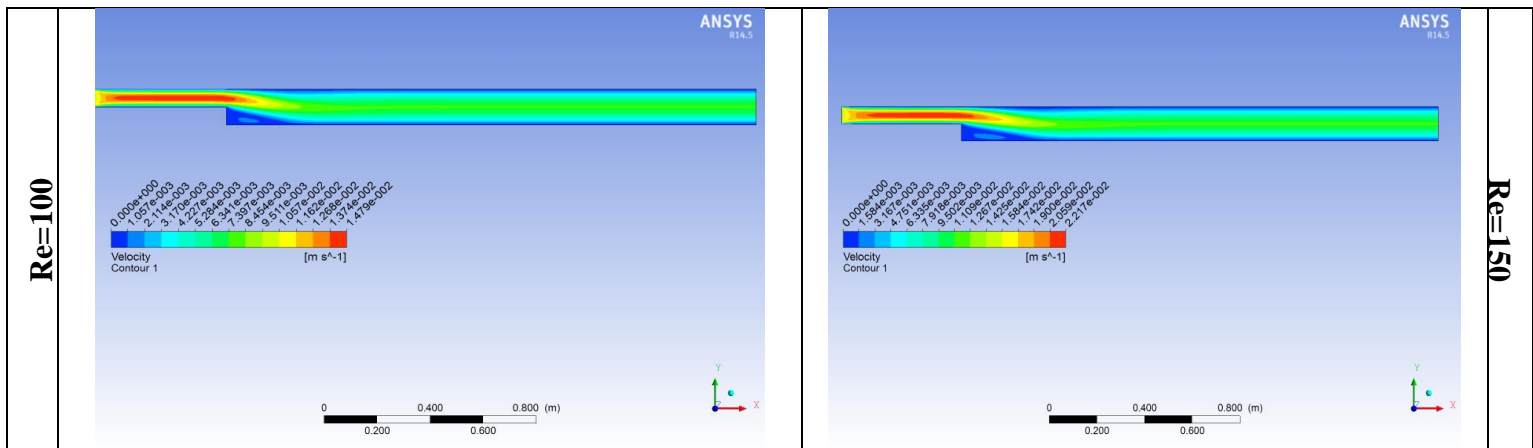 Re=100
ANSYS
R14.5
0.000e+000
1.057e-003
2.114e-003
3.170e-003
4.227e-003
5.284e-003
6.341e-003
7.397e-003
8.454e-003
9.511e-003
1.057e-002
1.162e-002
1.268e-002
1.374e-002
1.479e-002
Velocity
Contour 1
[m s^-1]
Y
Z
X
0 0.400 0.800 (m)
0.200 0.600
ANSYS
R14.5
0.000e+000
1.584e-003
3.167e-003
4.751e-003
6.335e-003
7.918e-003
9.502e-003
1.109e-002
1.267e-002
1.425e-002
1.584e-002
1.742e-002
1.900e-002
2.059e-002
2.217e-002
Velocity
Contour 1
[m s^-1]
Y
Z
X
0 0.400 0.800 (m)
0.200 0.600
Re=150